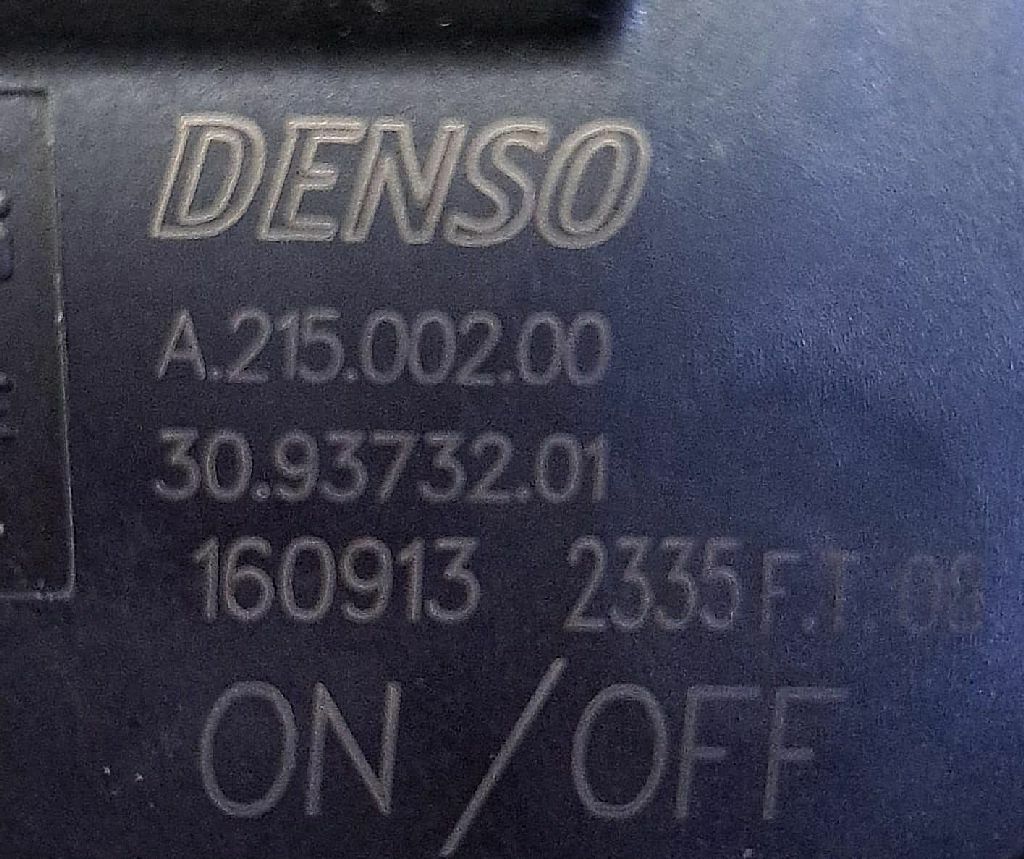 DENSO
A.215.002.00
30.93732.01
160913 2335 F.T. 08
ON / OFF